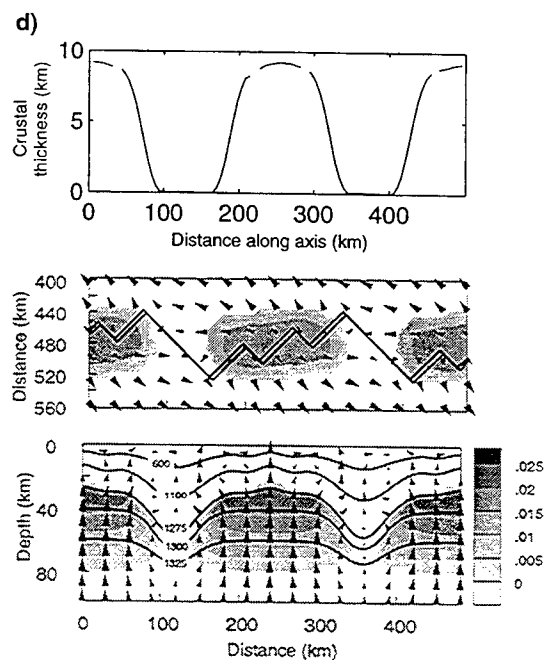 d)
10
5
0
Crustal
thickness
(km)
0 100 200 300 400
Distance along axis (km)
400
440
480
520
560
Distance (km)
0
40
80
Depth (km)
600
1100
1275
1300
1325
.025
.02
.015
.01
.005
0
0 100 200 300 400
Distance (km)